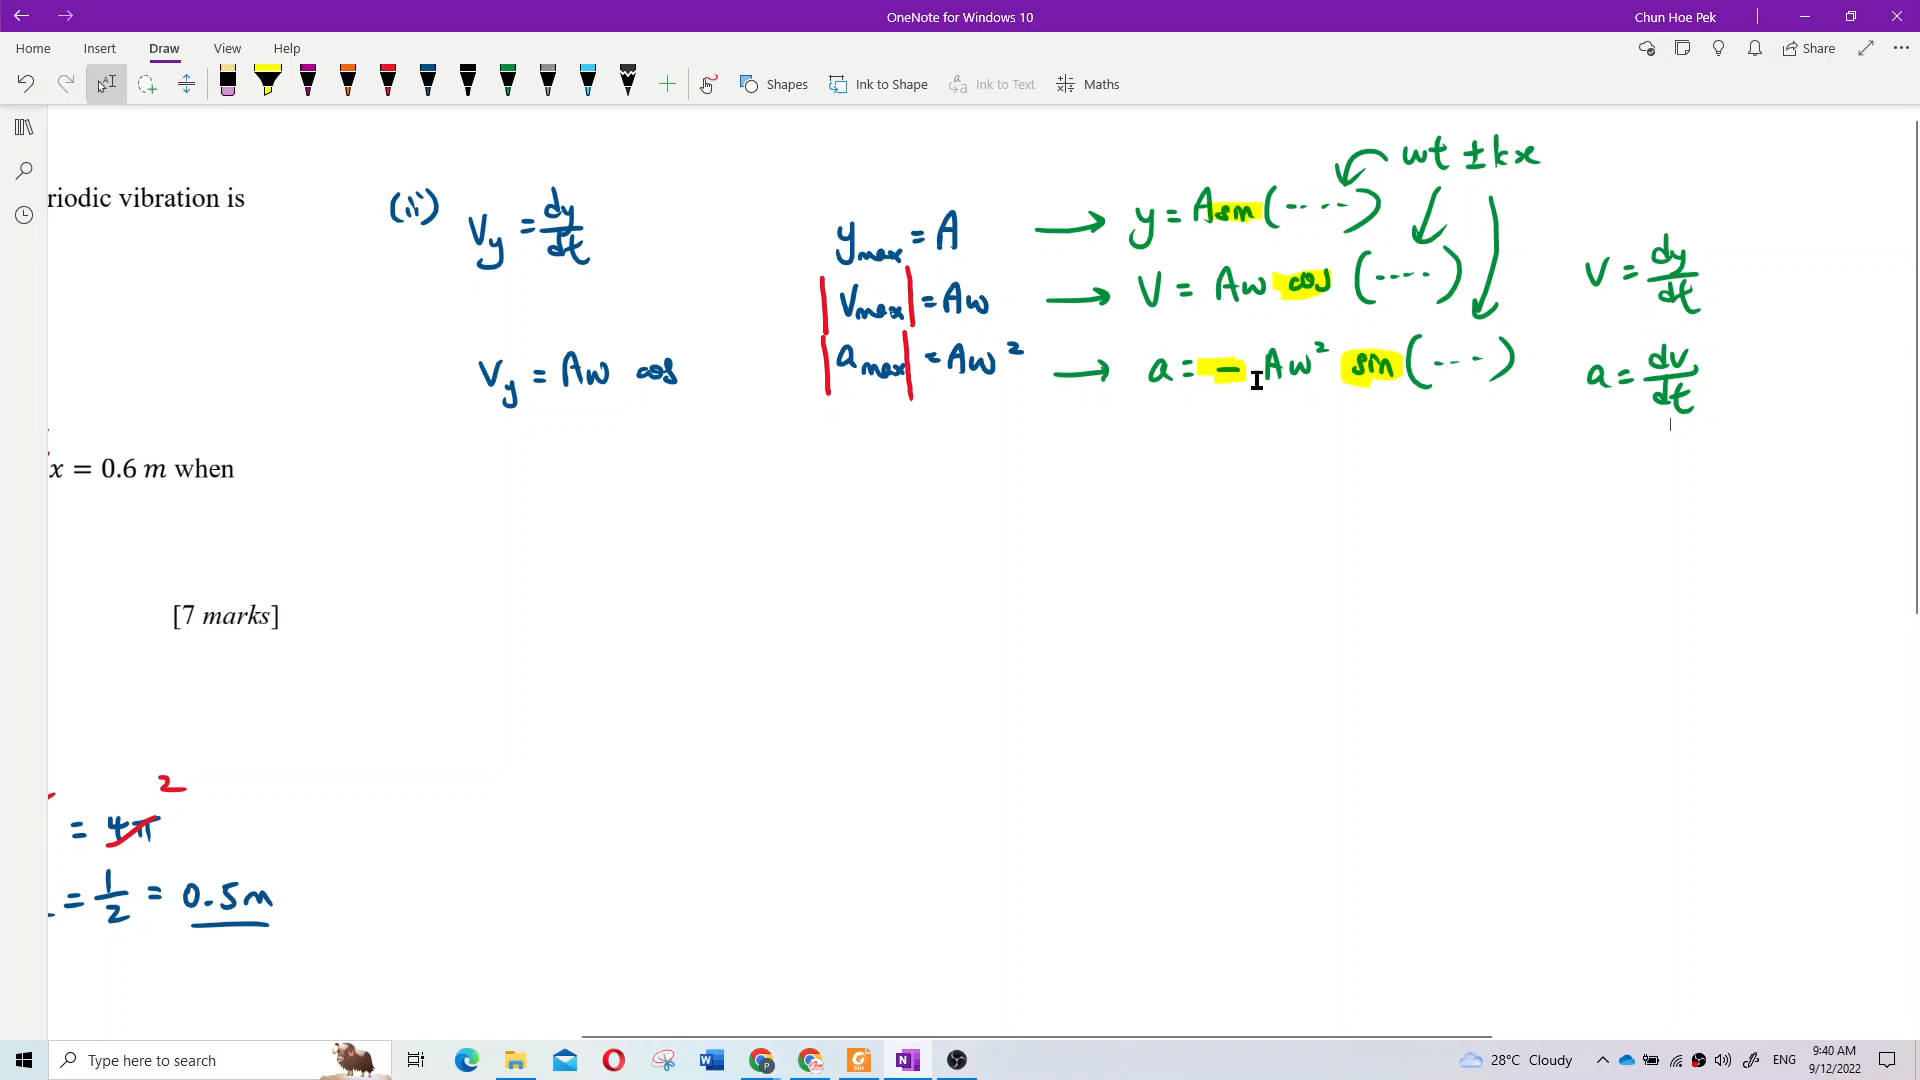 OneNote for Windows 10
Chun Hoe Pek
Home Insert Draw View Help
Share
Shapes Ink to Shape Ink to Text Maths
riodic vibration is
x = 0.6 m when
[7 marks]
2
= 4π
= 1/2 = 0.5m
(ii) Vy = dy/dt
Vy = Aω cos
ymax = A → y = A sin (.....)
ωt ± kx
|Vmax| = Aω → V = Aω cos (.....)
|amax| = Aω² → a = - Aω² sin (....)
V = dy/dt
a = dv/dt
Type here to search
28°C Cloudy
ENG
9:40 AM
9/12/2022